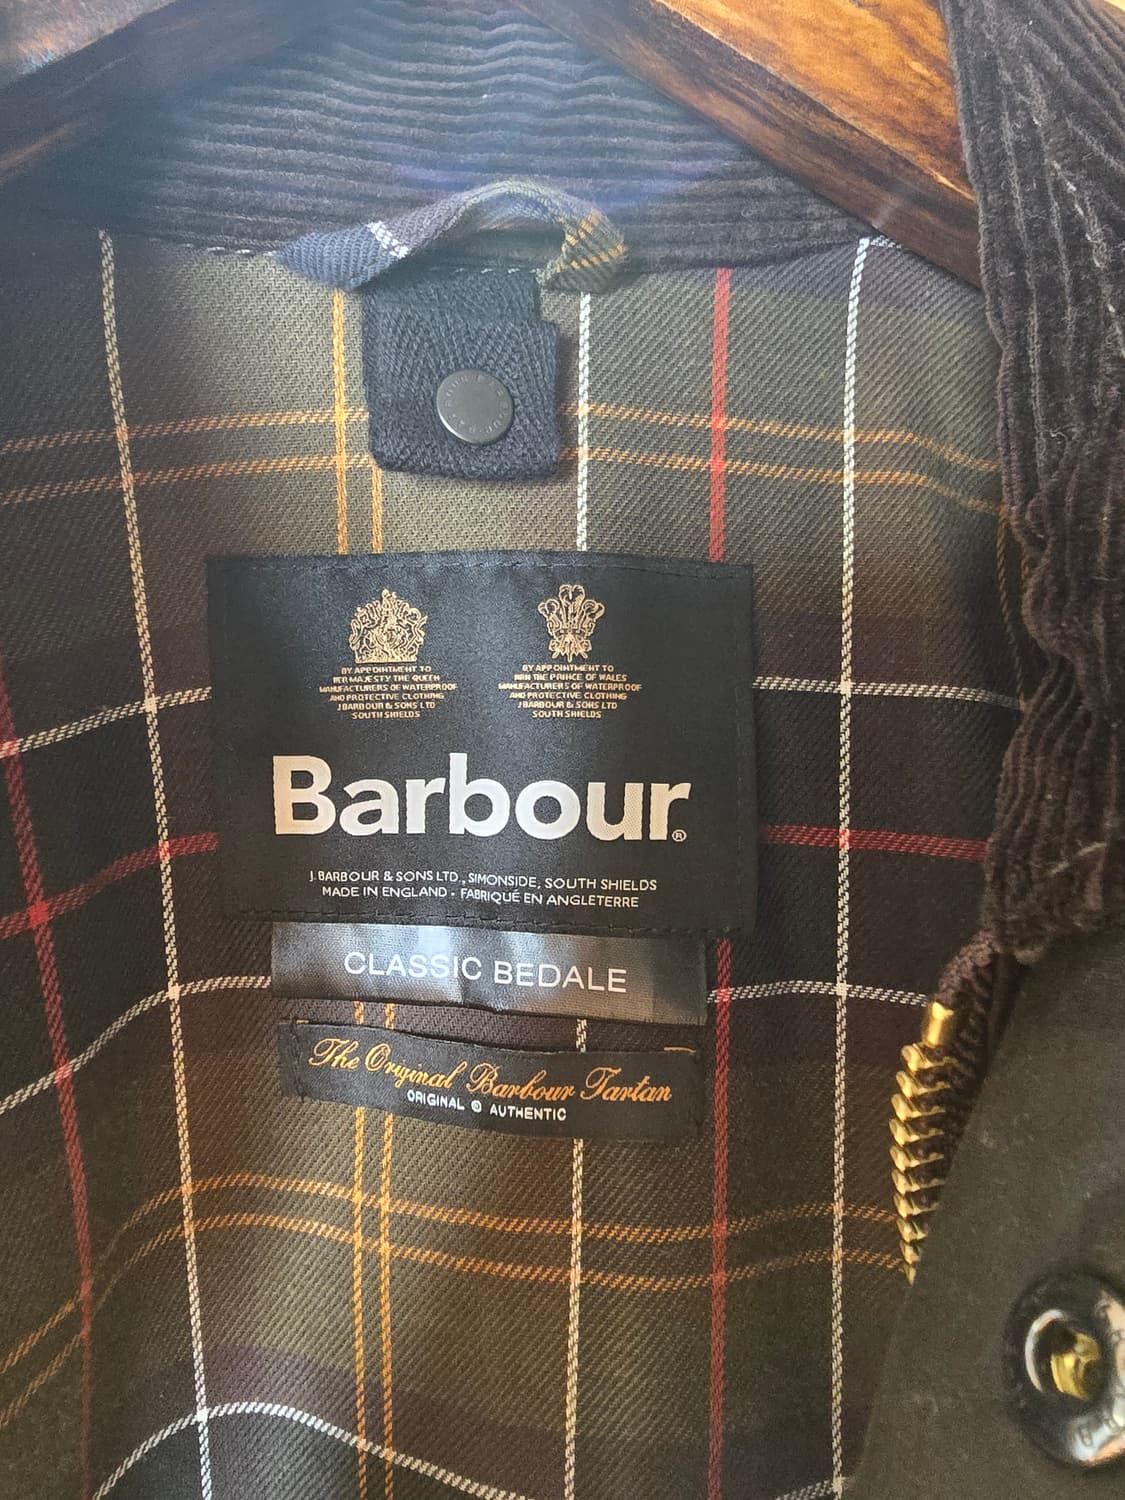 BY APPOINTMENT TO
HER MAJESTY THE QUEEN
MANUFACTURERS OF WATERPROOF
AND PROTECTIVE CLOTHING
J BARBOUR & SONS LTD
SOUTH SHIELDS
BY APPOINTMENT TO
HRH THE PRINCE OF WALES
MANUFACTURERS OF WATERPROOF
AND PROTECTIVE CLOTHING
J BARBOUR & SONS LTD
SOUTH SHIELDS
Barbour®
J. BARBOUR & SONS LTD., SIMONSIDE, SOUTH SHIELDS
MADE IN ENGLAND - FABRIQUÉ EN ANGLETERRE
CLASSIC BEDALE
The Original Barbour Tartan
ORIGINAL @ AUTHENTIC